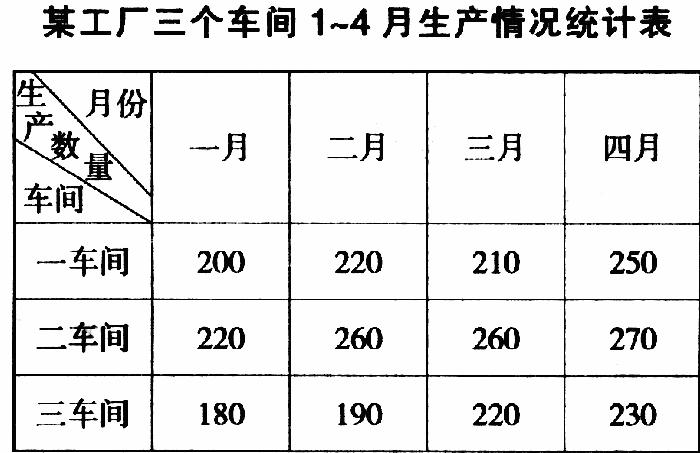 某工厂三个车间1~4月生产情况统计表
生产数量 月份 车间 一月 二月 三月 四月
一车间 200 220 210 250
二车间 220 260 260 270
三车间 180 190 220 230